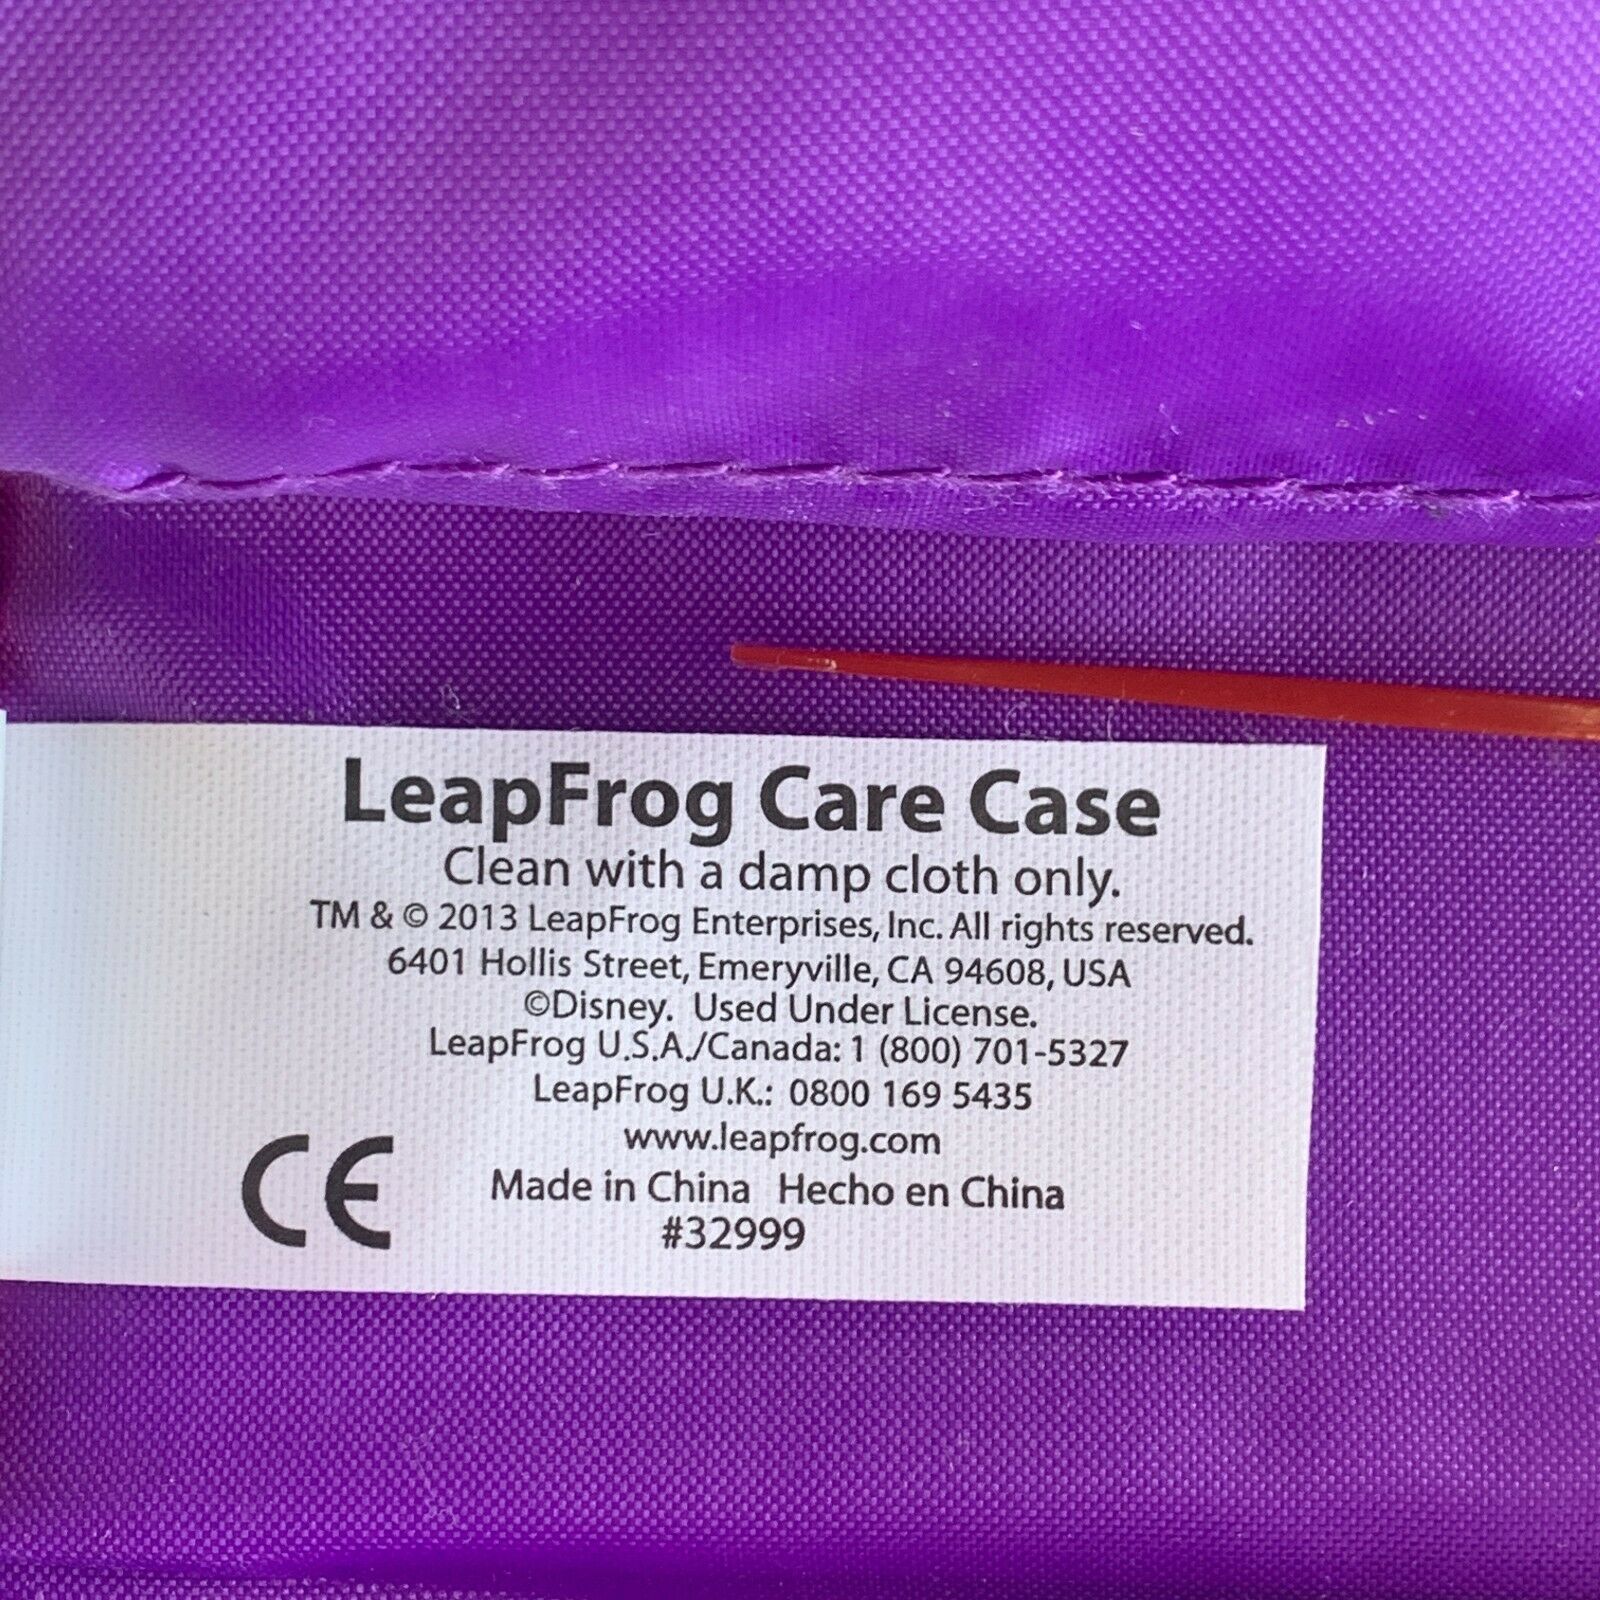 LeapFrog Care Case
Clean with a damp cloth only.
TM & © 2013 LeapFrog Enterprises, Inc. All rights reserved.
6401 Hollis Street, Emeryville, CA 94608, USA
©Disney. Used Under License.
LeapFrog U.S.A./Canada: 1 (800) 701-5327
LeapFrog U.K.: 0800 169 5435
www.leapfrog.com
CE Made in China Hecho en China
#32999